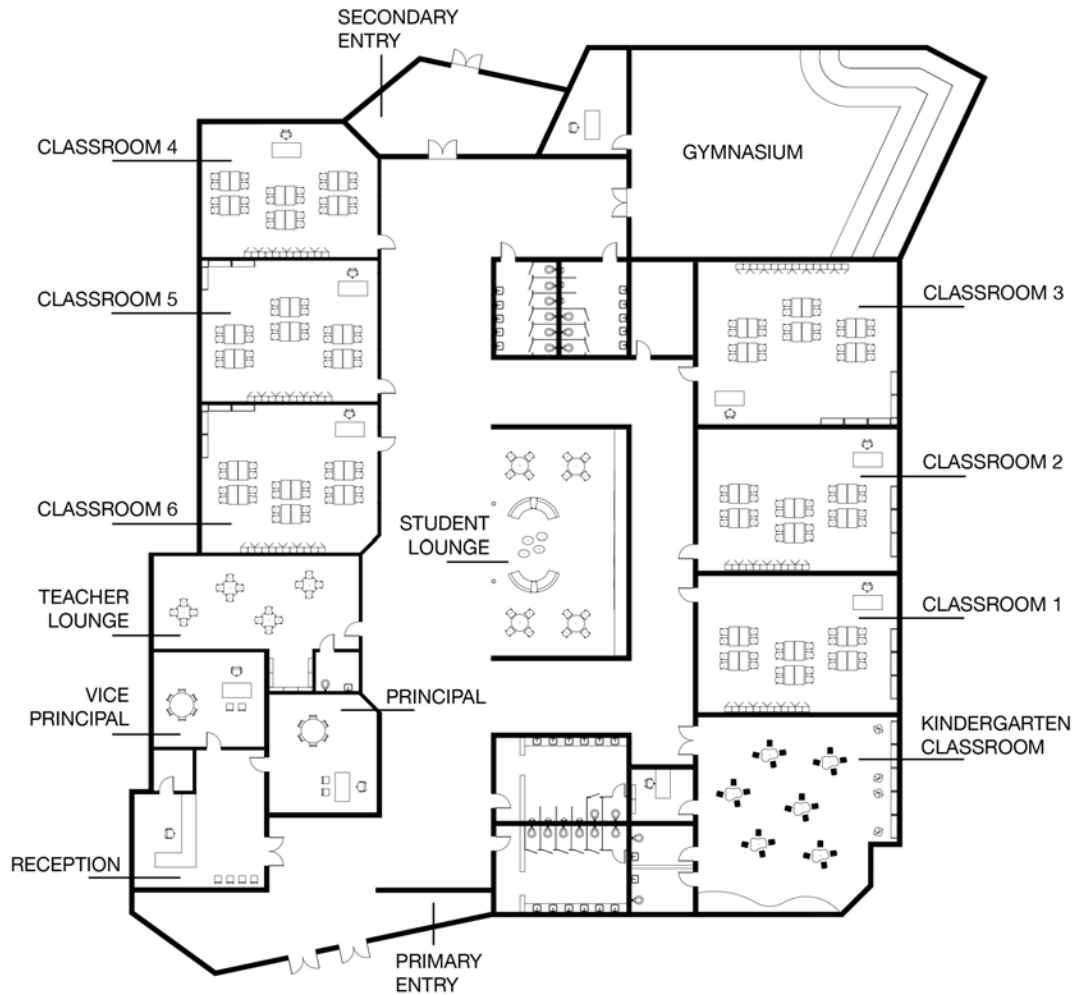 SECONDARY
ENTRY
CLASSROOM 4
GYMNASIUM
CLASSROOM 5
CLASSROOM 3
CLASSROOM 2
CLASSROOM 6
STUDENT
LOUNGE
TEACHER
LOUNGE
CLASSROOM 1
VICE
PRINCIPAL
PRINCIPAL
KINDERGARTEN
CLASSROOM
RECEPTION
PRIMARY
ENTRY